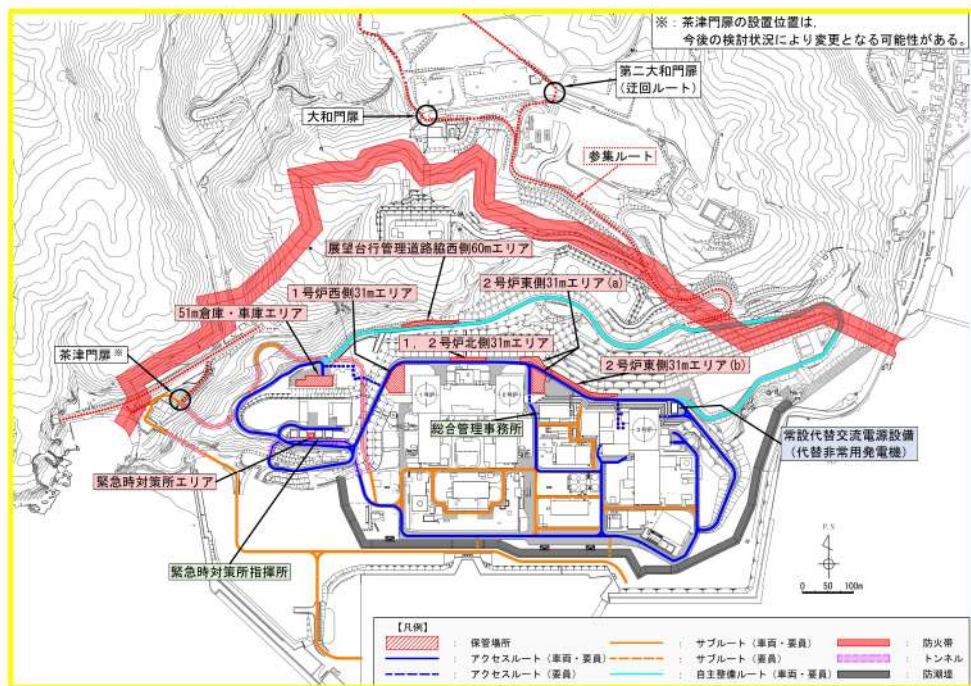 ※：茶津門扉の設置位置は，
今後の検討状況により変更となる可能性がある。
第二大和門扉
（迂回ルート）
大和門扉
参集ルート
展望台行管理道路脇西側60mエリア
２号炉東側31mエリア(a)
１号炉西側31mエリア
51m倉庫・車庫エリア
１，２号炉北側31mエリア
茶津門扉※
２号炉東側31mエリア(b)
１号炉
２号炉
総合管理事務所
３号炉
常設代替交流電源設備
（代替非常用発電機）
緊急時対策所エリア
緊急時対策所指揮所
P.N
0 50 100m
【凡例】
： 保管場所
： サブルート（車両・要員）
： 防火帯
： アクセスルート（車両・要員）
： サブルート（要員）
： トンネル
： アクセスルート（要員）
： 自主整備ルート（車両・要員）
： 防潮堤